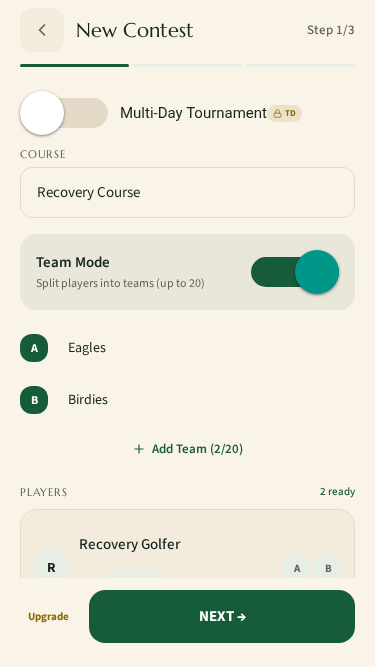 New Contest
Step 1/3
Multi-Day Tournament TD
COURSE
Recovery Course
Team Mode
Split players into teams (up to 20)
A Eagles
B Birdies
+ Add Team (2/20)
PLAYERS
2 ready
Recovery Golfer
R
A B
Upgrade
NEXT →